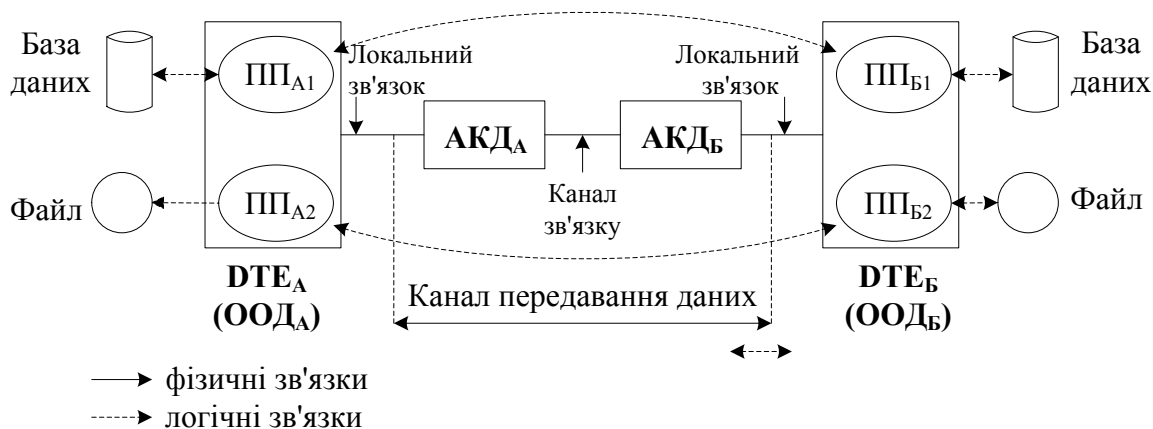 База
даних
ПП_А1
Локальний
зв'язок
Локальний
зв'язок
ПП_Б1
База
даних
АКД_А
АКД_Б
Файл
ПП_А2
Канал
зв'язку
ПП_Б2
Файл
DTE_А
(ООД_А)
Канал передавання даних
DTE_Б
(ООД_Б)
фізичні зв'язки
логічні зв'язки